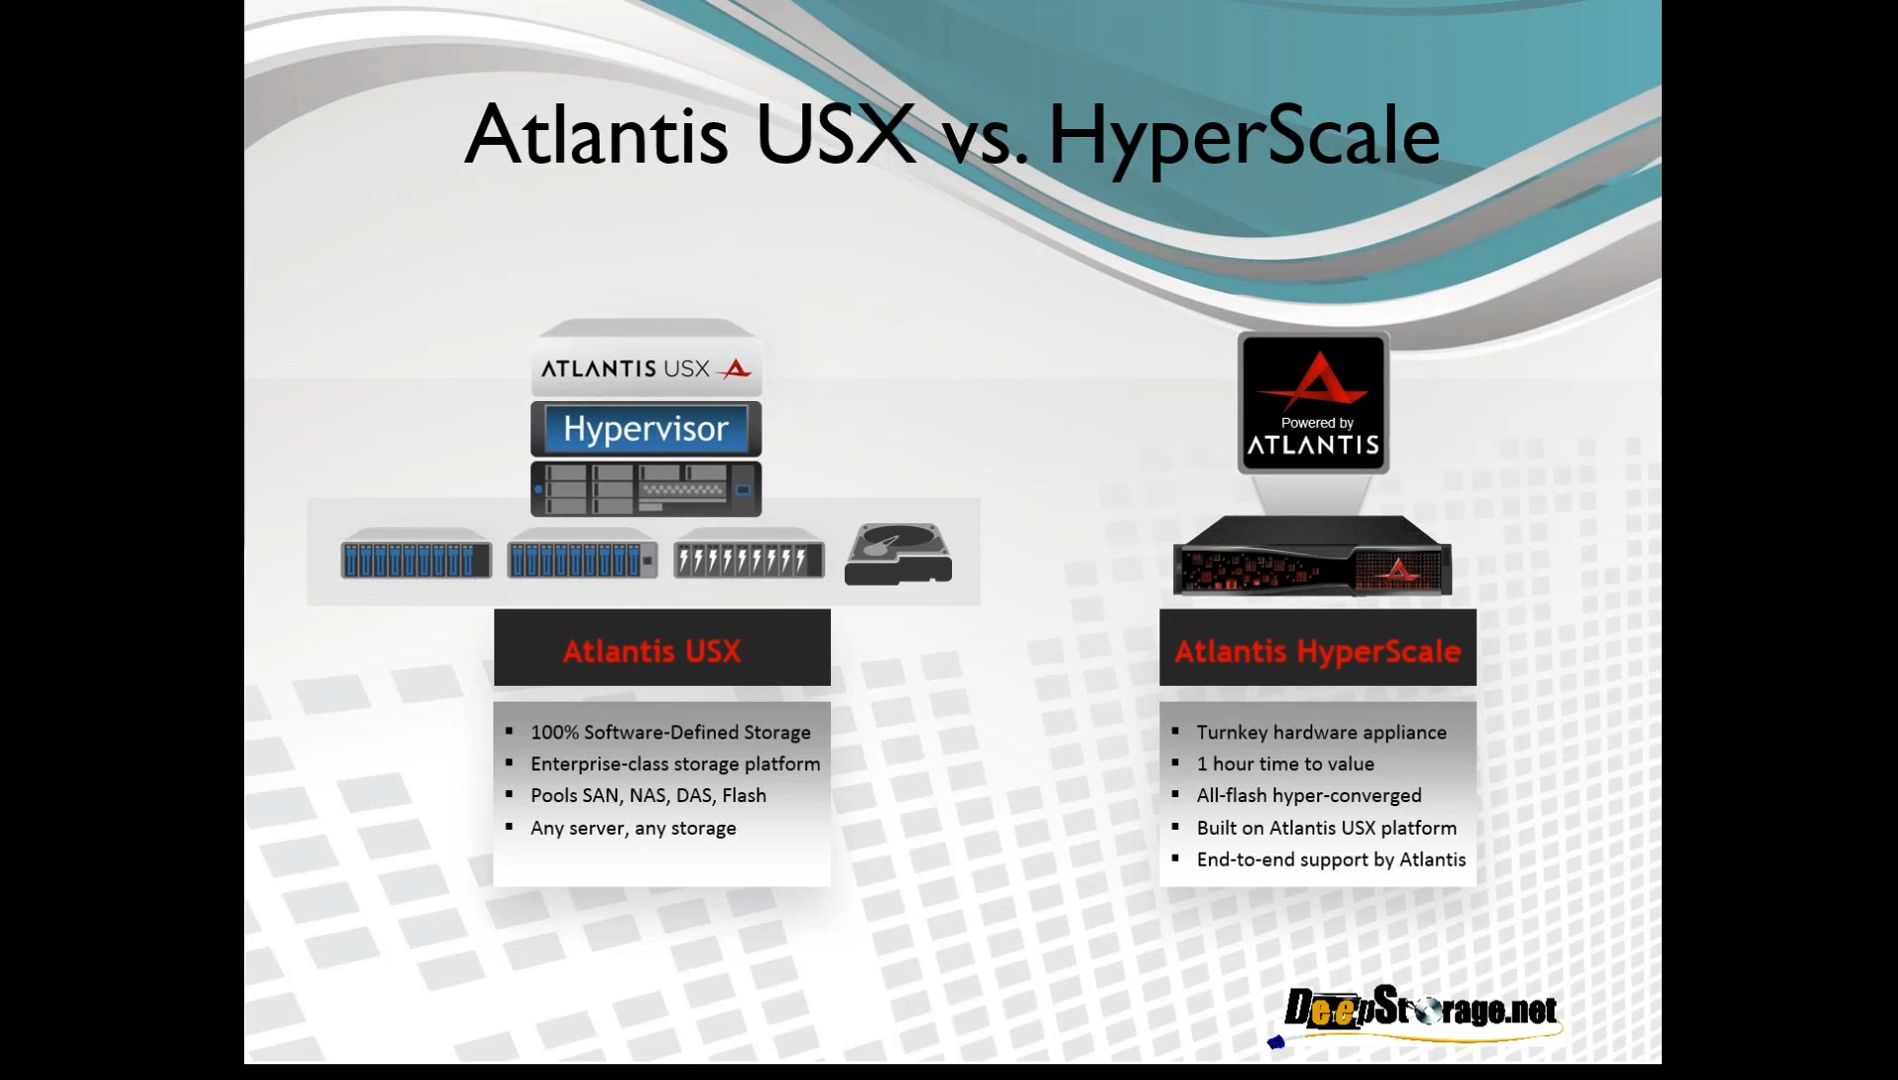 Atlantis USX vs. HyperScale
ATLANTIS USX
Hypervisor
Powered by
ATLANTIS
Atlantis USX
▪ 100% Software-Defined Storage
▪ Enterprise-class storage platform
▪ Pools SAN, NAS, DAS, Flash
▪ Any server, any storage
Atlantis HyperScale
▪ Turnkey hardware appliance
▪ 1 hour time to value
▪ All-flash hyper-converged
▪ Built on Atlantis USX platform
▪ End-to-end support by Atlantis
DeepStorage.net